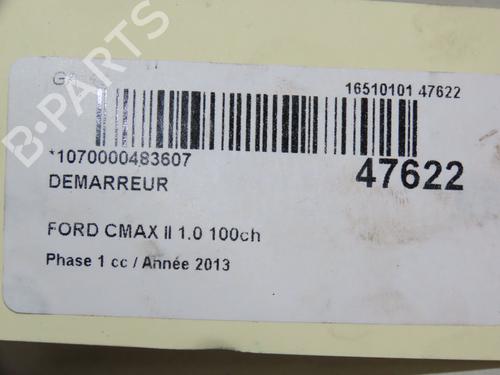 16510101 47622
*1070000483607
47622
DEMARREUR
FORD CMAX II 1.0 100ch
Phase 1 cc / Année 2013
B-PARTS